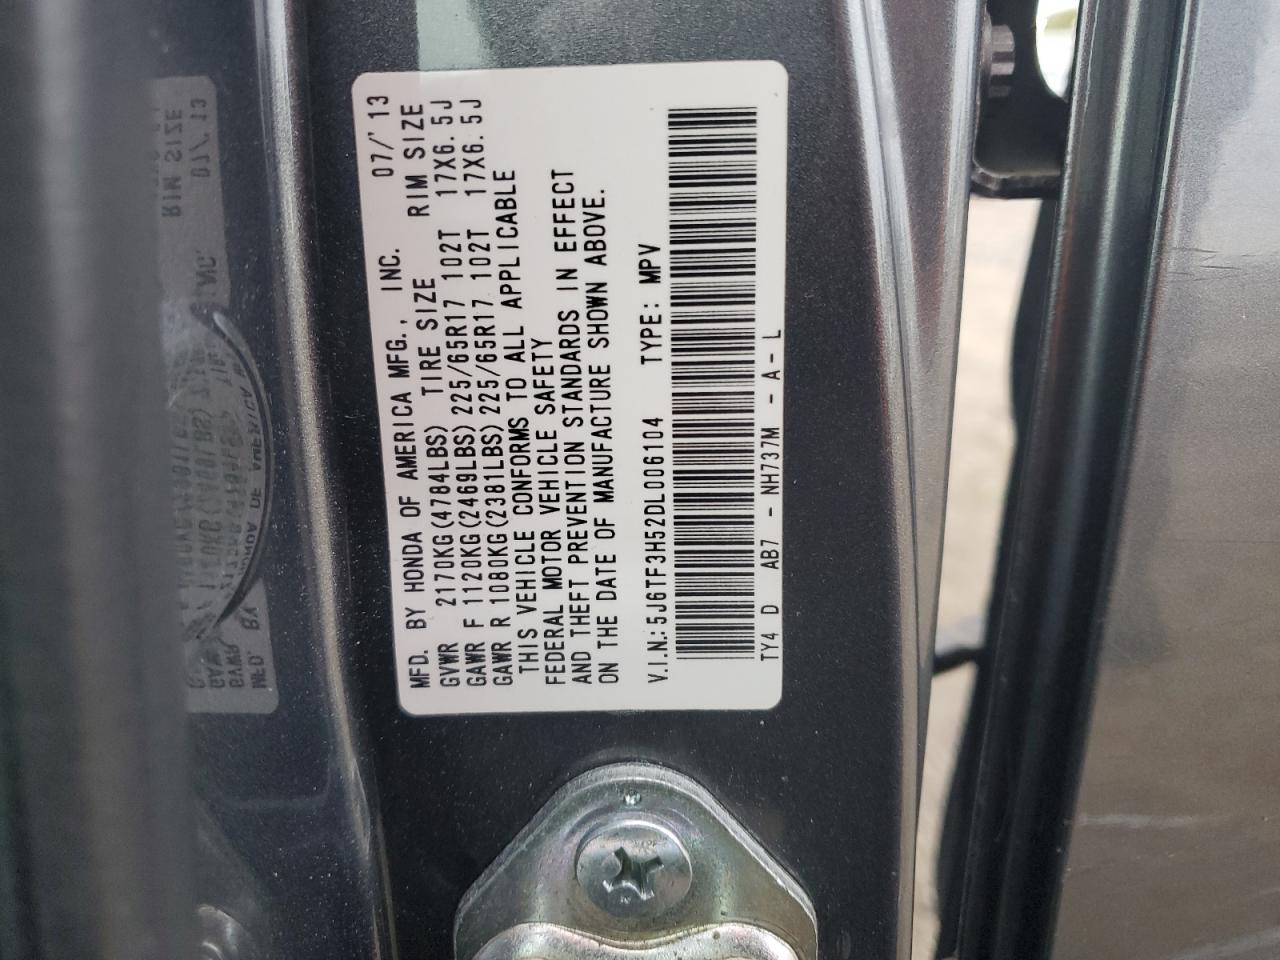 MFD. BY HONDA OF AMERICA MFG., INC. 07/'13
GVWR 2170KG(4784LBS) TIRE SIZE RIM SIZE
GAWR F 1120KG(2469LBS) 225/65R17 102T 17X6.5J
GAWR R 1080KG(2381LBS) 225/65R17 102T 17X6.5J
THIS VEHICLE CONFORMS TO ALL APPLICABLE
FEDERAL MOTOR VEHICLE SAFETY
AND THEFT PREVENTION STANDARDS IN EFFECT
ON THE DATE OF MANUFACTURE SHOWN ABOVE.
V.I.N.: 5J6TF3H52DL006104 TYPE: MPV
TY4 D AB7 - NH737M - A - L